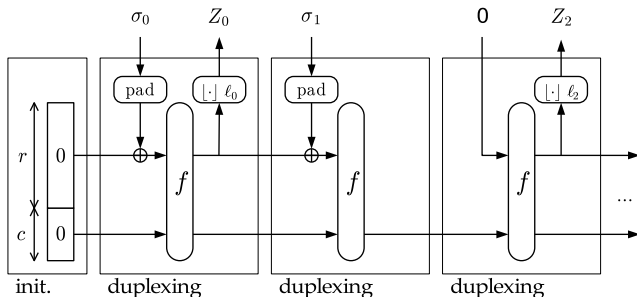 σ₀ Z₀ σ₁ 0 Z₂
pad ⌊·⌋ ℓ₀ pad ⌊·⌋ ℓ₂
r 0 f f f
c 0 ...
init. duplexing duplexing duplexing